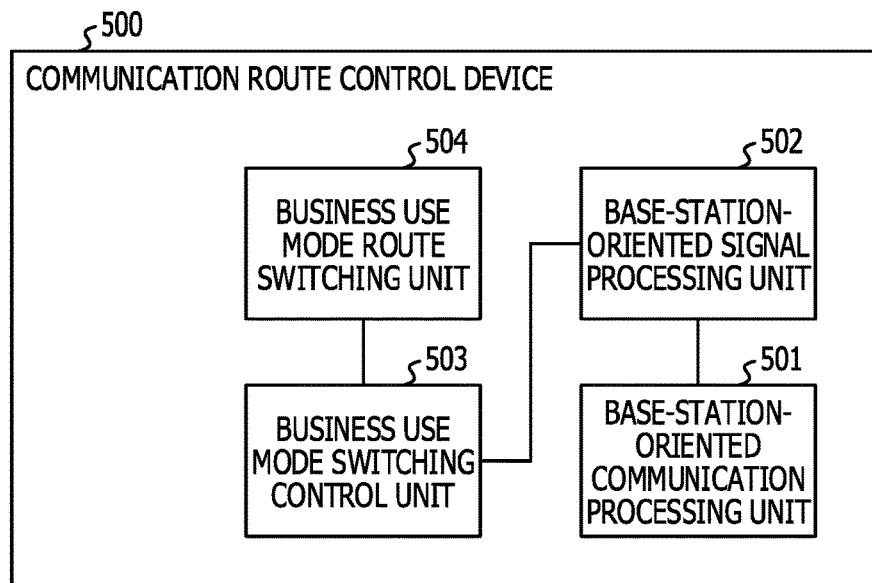 500
COMMUNICATION ROUTE CONTROL DEVICE
504
BUSINESS USE
MODE ROUTE
SWITCHING UNIT
502
BASE-STATION-
ORIENTED SIGNAL
PROCESSING UNIT
503
BUSINESS USE
MODE SWITCHING
CONTROL UNIT
501
BASE-STATION-
ORIENTED
COMMUNICATION
PROCESSING UNIT